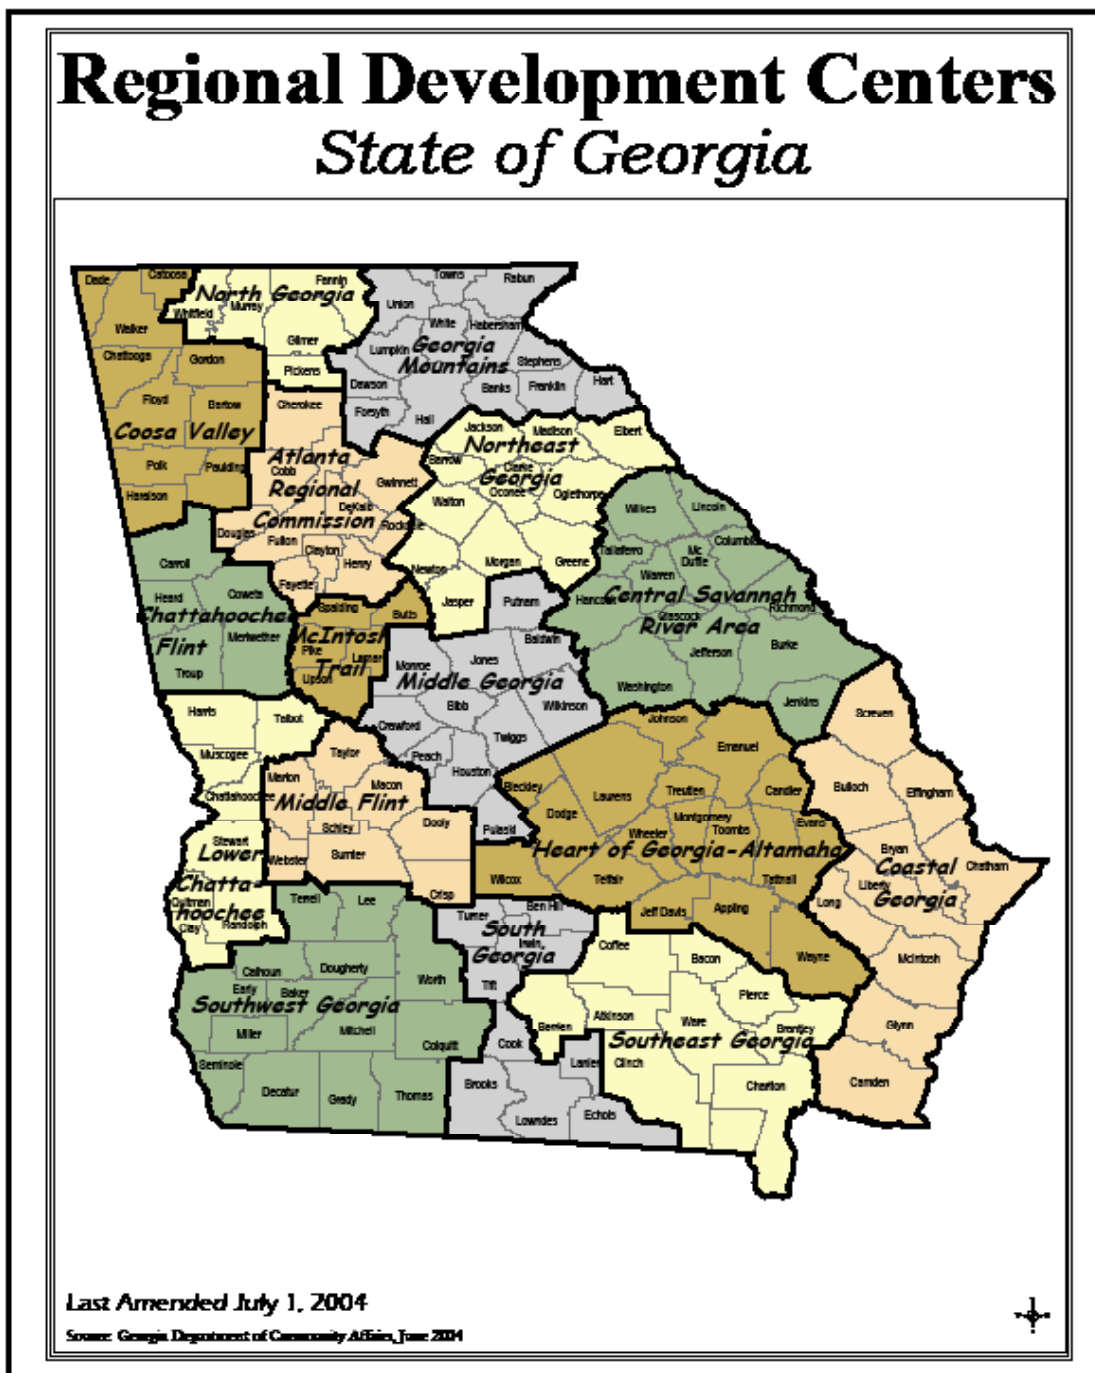 Regional Development Centers
State of Georgia
Dade
Catoosa
Fannin
Towns
Rabun
North Georgia
Whitfield
Murray
Union
Walker
White
Habersham
Gilmer
Lumpkin
Georgia
Mountains
Chattooga
Gordon
Stephens
Pickens
Dawson
Banks
Franklin
Hart
Floyd
Bartow
Cherokee
Forsyth
Hall
Coosa Valley
Jackson
Madison
Elbert
Northeast
Georgia
Atlanta
Regional
Commission
Polk
Paulding
Cobb
Barrow
Clarke
Gwinnett
Oconee
Oglethorpe
Haralson
Walton
DeKalb
Douglas
Fulton
Rockdale
Wilkes
Lincoln
Carroll
Clayton
Henry
Newton
Morgan
Greene
Taliaferro
Mc
Duffie
Columbia
Warren
Heard
Coweta
Fayette
Spalding
Butts
Jasper
Putnam
Hancock
Central Savannah
River Area
Glascock
Richmond
Chattahoochee
Flint
Meriwether
McIntosh
Trail
Pike
Lamar
Upson
Baldwin
Jefferson
Burke
Troup
Monroe
Jones
Middle Georgia
Washington
Jenkins
Screven
Harris
Talbot
Crawford
Bibb
Wilkinson
Twiggs
Johnson
Emanuel
Muscogee
Taylor
Peach
Houston
Chattahoochee
Marion
Macon
Middle Flint
Bleckley
Laurens
Treutlen
Candler
Bulloch
Effingham
Dodge
Montgomery
Evans
Stewart
Schley
Dooly
Pulaski
Wheeler
Toombs
Lower
Chatta-
hoochee
Webster
Sumter
Heart of Georgia-Altamaha
Bryan
Coastal
Georgia
Chatham
Liberty
Wilcox
Telfair
Tattnall
Long
Quitman
Clay
Randolph
Terrell
Lee
Crisp
Turner
Ben Hill
Jeff Davis
Appling
South
Georgia
Irwin
Coffee
Bacon
Wayne
McIntosh
Calhoun
Dougherty
Worth
Tift
Early
Baker
Southwest Georgia
Pierce
Miller
Mitchell
Colquitt
Berrien
Atkinson
Ware
Brantley
Southeast Georgia
Glynn
Cook
Lanier
Clinch
Seminole
Decatur
Grady
Thomas
Brooks
Lowndes
Echols
Charlton
Camden
Last Amended July 1, 2004
Source: Georgia Department of Community Affairs, June 2004